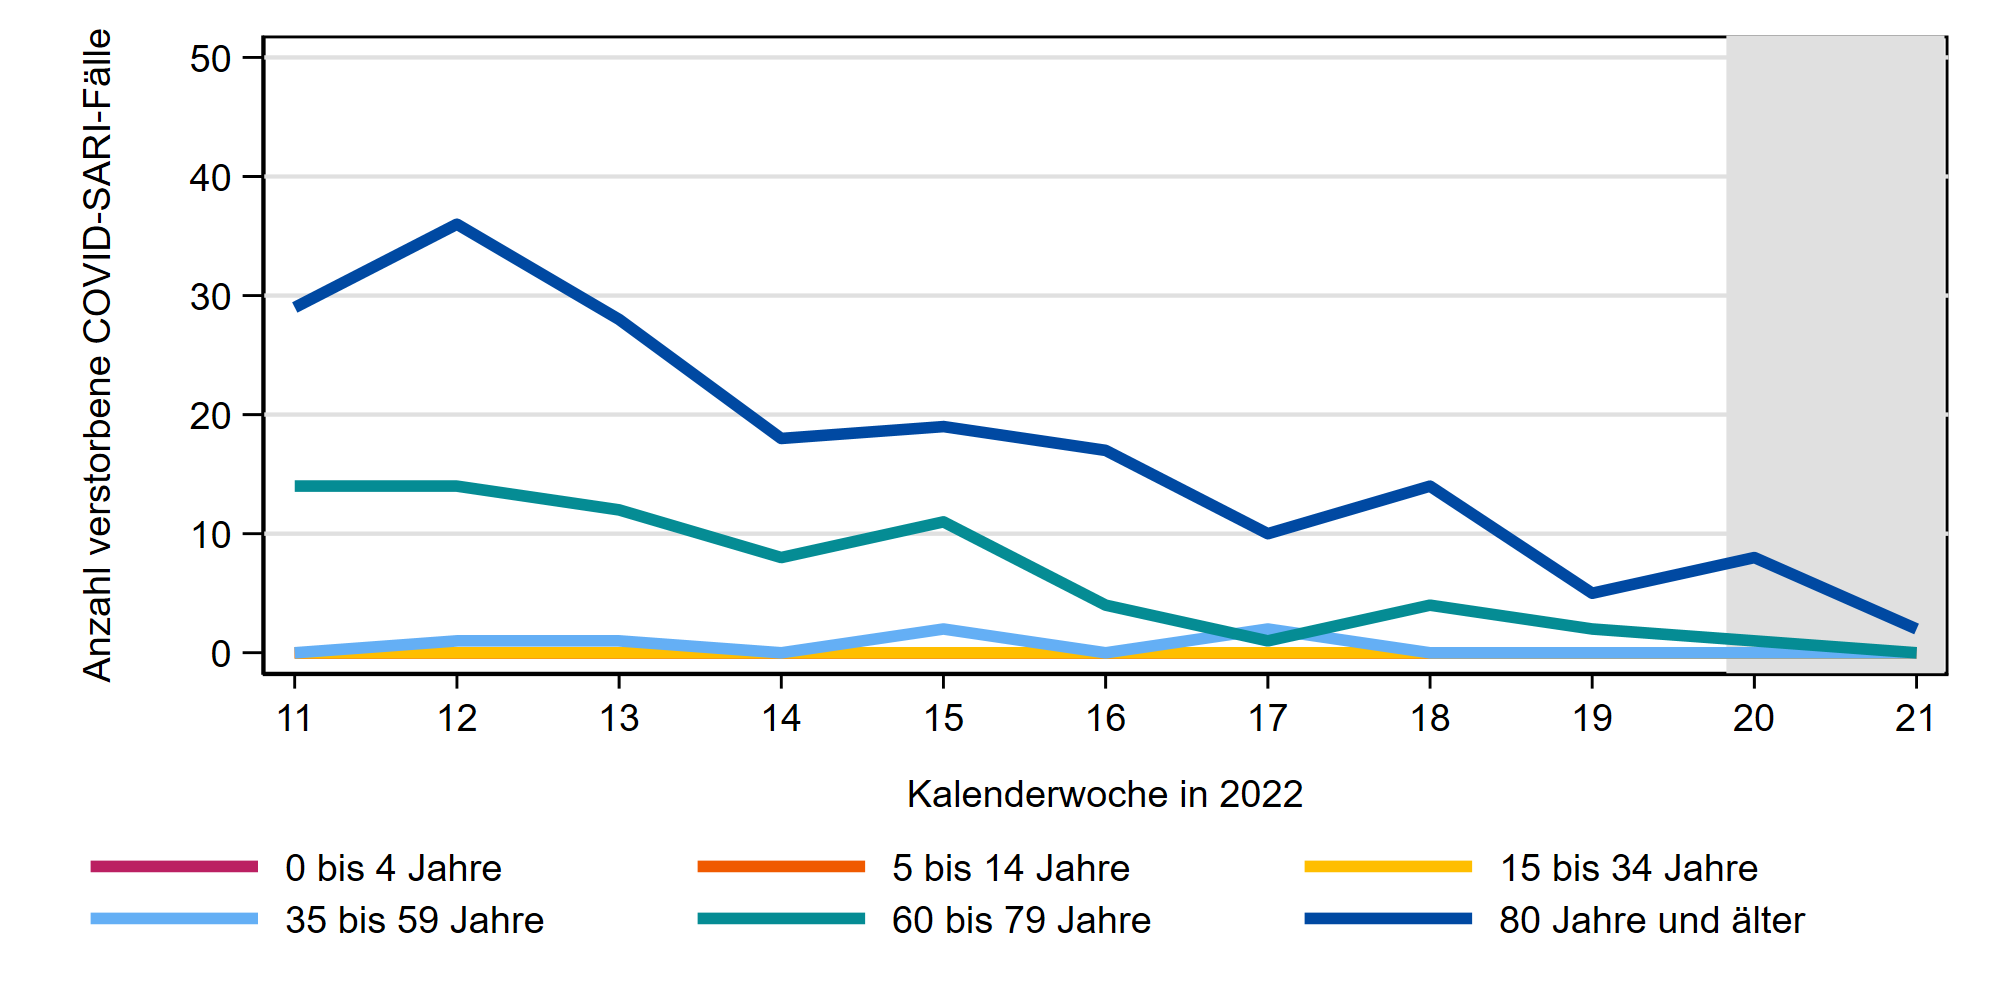 Anzahl verstorbene COVID-SARI-Fälle
50
40
30
20
10
0
11 12 13 14 15 16 17 18 19 20 21
Kalenderwoche in 2022
0 bis 4 Jahre 5 bis 14 Jahre 15 bis 34 Jahre
35 bis 59 Jahre 60 bis 79 Jahre 80 Jahre und älter